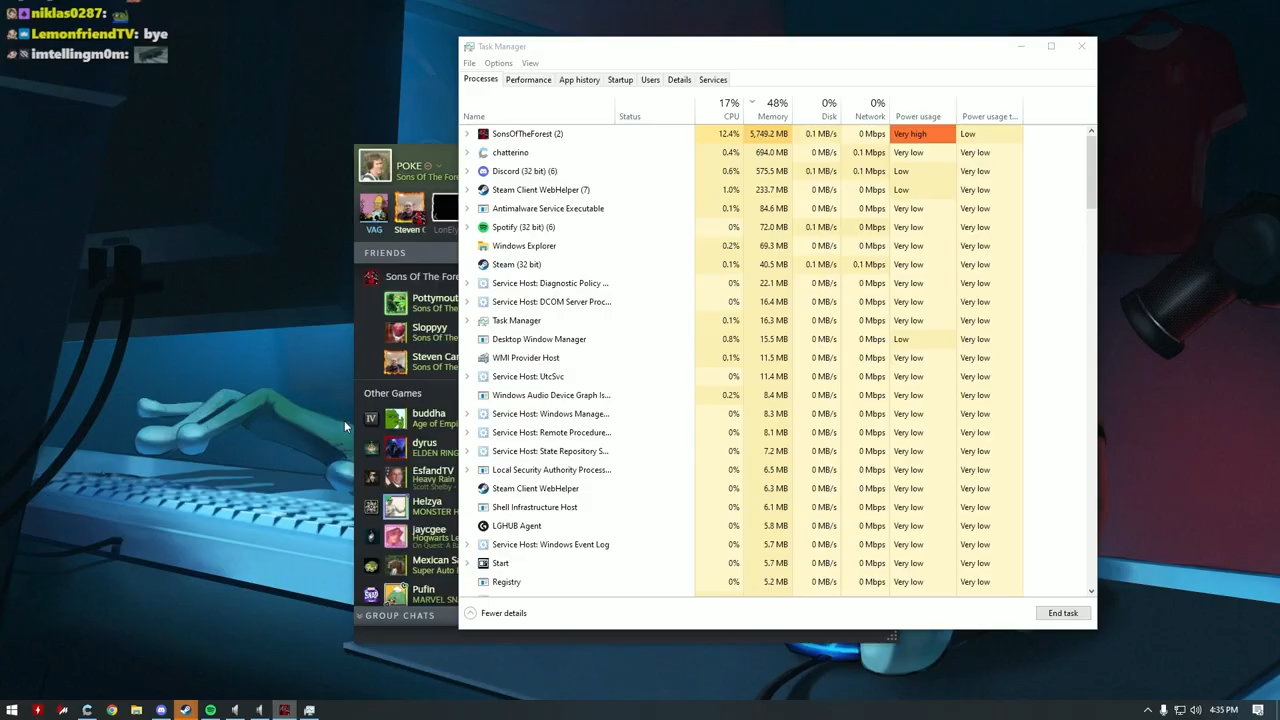 niklas0287:
LemonfriendTV: bye
imtellingm0m:
Task Manager
File Options View
Processes Performance App history Startup Users Details Services
17% 48% 0% 0%
Name Status CPU Memory Disk Network Power usage Power usage t...
SonsOfTheForest (2) 12.4% 5,749.2 MB 0.1 MB/s 0 Mbps Very high Low
chatterino 0.4% 694.0 MB 0 MB/s 0.1 Mbps Very low Very low
Discord (32 bit) (6) 0.6% 575.5 MB 0.1 MB/s 0.1 Mbps Low Very low
Steam Client WebHelper (7) 1.0% 233.7 MB 0 MB/s 0.1 Mbps Low Very low
Antimalware Service Executable 0.1% 84.6 MB 0 MB/s 0 Mbps Very low Very low
Spotify (32 bit) (6) 0% 72.0 MB 0.1 MB/s 0 Mbps Very low Very low
Windows Explorer 0.2% 69.3 MB 0 MB/s 0 Mbps Very low Very low
Steam (32 bit) 0.1% 40.5 MB 0.1 MB/s 0.1 Mbps Very low Very low
Service Host: Diagnostic Policy ... 0% 22.1 MB 0 MB/s 0 Mbps Very low Very low
Service Host: DCOM Server Proc... 0% 16.4 MB 0 MB/s 0 Mbps Very low Very low
Task Manager 0.1% 16.3 MB 0 MB/s 0 Mbps Very low Very low
Desktop Window Manager 0.8% 15.5 MB 0 MB/s 0 Mbps Low Very low
WMI Provider Host 0.1% 11.5 MB 0 MB/s 0 Mbps Very low Very low
Service Host: UtcSvc 0% 11.4 MB 0 MB/s 0 Mbps Very low Very low
Windows Audio Device Graph Is... 0.2% 8.4 MB 0 MB/s 0 Mbps Very low Very low
Service Host: Windows Manage... 0% 8.3 MB 0 MB/s 0 Mbps Very low Very low
Service Host: Remote Procedure... 0% 8.1 MB 0 MB/s 0 Mbps Very low Very low
Service Host: State Repository S... 0% 7.2 MB 0 MB/s 0 Mbps Very low Very low
Local Security Authority Process... 0% 6.5 MB 0 MB/s 0 Mbps Very low Very low
Steam Client WebHelper 0% 6.3 MB 0 MB/s 0 Mbps Very low Very low
Shell Infrastructure Host 0% 6.1 MB 0 MB/s 0 Mbps Very low Very low
LGHUB Agent 0% 5.8 MB 0 MB/s 0 Mbps Very low Very low
Service Host: Windows Event Log 0% 5.7 MB 0 MB/s 0 Mbps Very low Very low
Start 0% 5.7 MB 0 MB/s 0 Mbps Very low Very low
Registry 0% 5.2 MB 0 MB/s 0 Mbps Very low Very low
Fewer details End task
POKE
Sons Of The Fore
VAG Steven C LonEly
FRIENDS
Sons Of The Fore
Pottymout
Sons Of The
Sloppyy
Sons Of The
Steven Car
Sons Of The
Other Games
buddha
Age of Empi
dyrus
ELDEN RING
EsfandTV
Heavy Rain
Scott Shelby -
Helzya
MONSTER H
Jaycgee
Hogwarts L
On Quest: A B
Mexican Sa
Super Auto
Pufin
MARVEL SNA
GROUP CHATS
4:35 PM